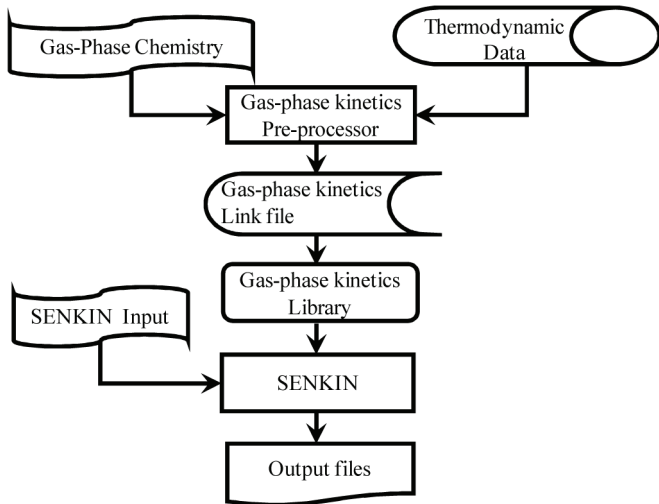 Gas-Phase Chemistry
Thermodynamic
Data
Gas-phase kinetics
Pre-processor
Gas-phase kinetics
Link file
Gas-phase kinetics
Library
SENKIN Input
SENKIN
Output files